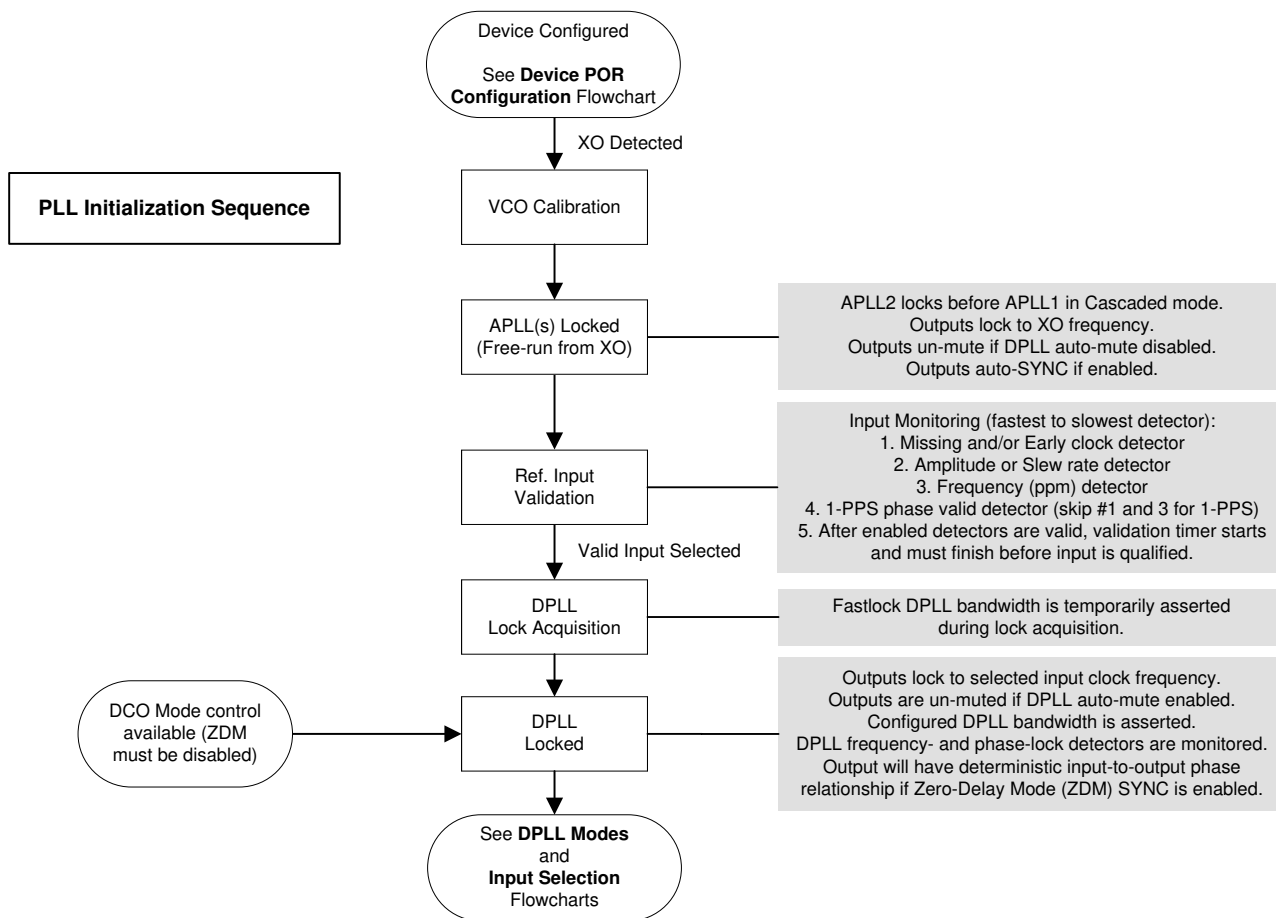 Device Configured
See Device POR
Configuration Flowchart
XO Detected
PLL Initialization Sequence
VCO Calibration
APLL(s) Locked
(Free-run from XO)
APLL2 locks before APLL1 in Cascaded mode.
Outputs lock to XO frequency.
Outputs un-mute if DPLL auto-mute disabled.
Outputs auto-SYNC if enabled.
Ref. Input
Validation
Input Monitoring (fastest to slowest detector):
1. Missing and/or Early clock detector
2. Amplitude or Slew rate detector
3. Frequency (ppm) detector
4. 1-PPS phase valid detector (skip #1 and 3 for 1-PPS)
5. After enabled detectors are valid, validation timer starts
and must finish before input is qualified.
Valid Input Selected
DPLL
Lock Acquisition
Fastlock DPLL bandwidth is temporarily asserted
during lock acquisition.
DCO Mode control
available (ZDM
must be disabled)
DPLL
Locked
Outputs lock to selected input clock frequency.
Outputs are un-muted if DPLL auto-mute enabled.
Configured DPLL bandwidth is asserted.
DPLL frequency- and phase-lock detectors are monitored.
Output will have deterministic input-to-output phase
relationship if Zero-Delay Mode (ZDM) SYNC is enabled.
See DPLL Modes
and
Input Selection
Flowcharts